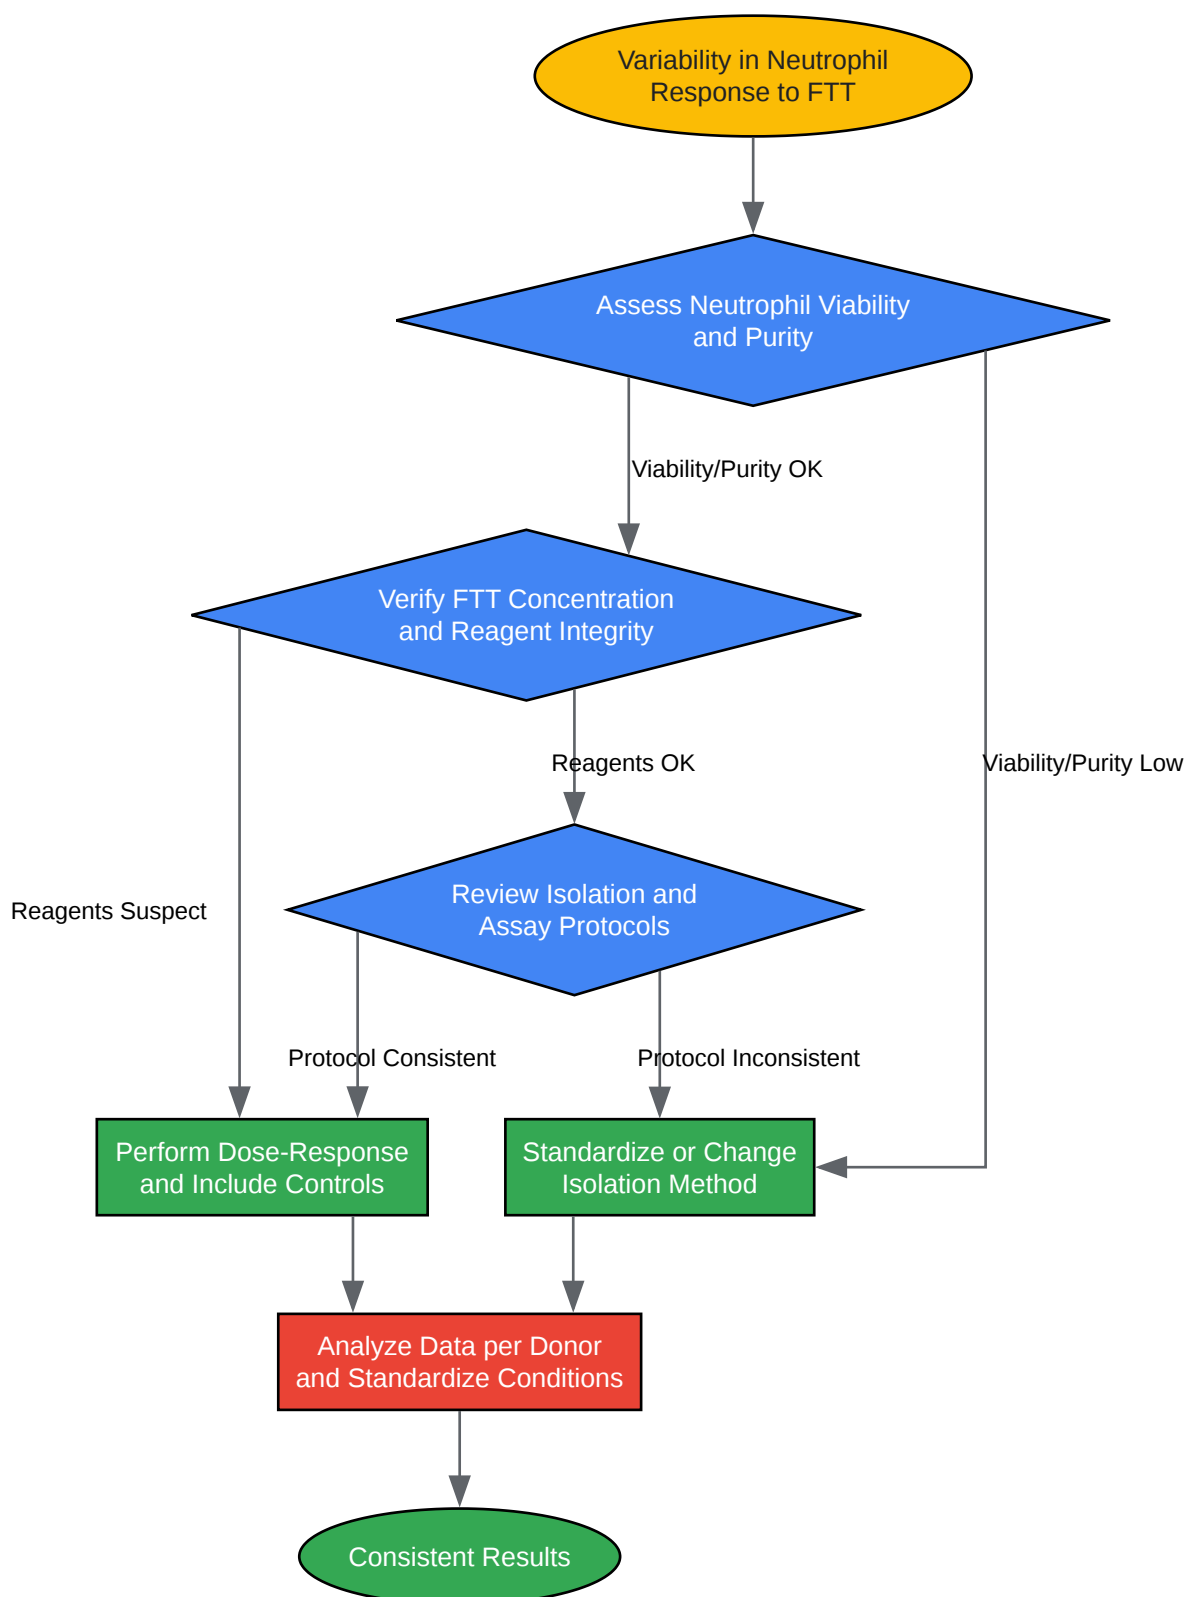 Variability in Neutrophil
Response to FTT
Assess Neutrophil Viability
and Purity
Viability/Purity OK
Verify FTT Concentration
and Reagent Integrity
Reagents OK
Viability/Purity Low
Review Isolation and
Assay Protocols
Reagents Suspect
Protocol Consistent
Protocol Inconsistent
Perform Dose-Response
and Include Controls
Standardize or Change
Isolation Method
Analyze Data per Donor
and Standardize Conditions
Consistent Results